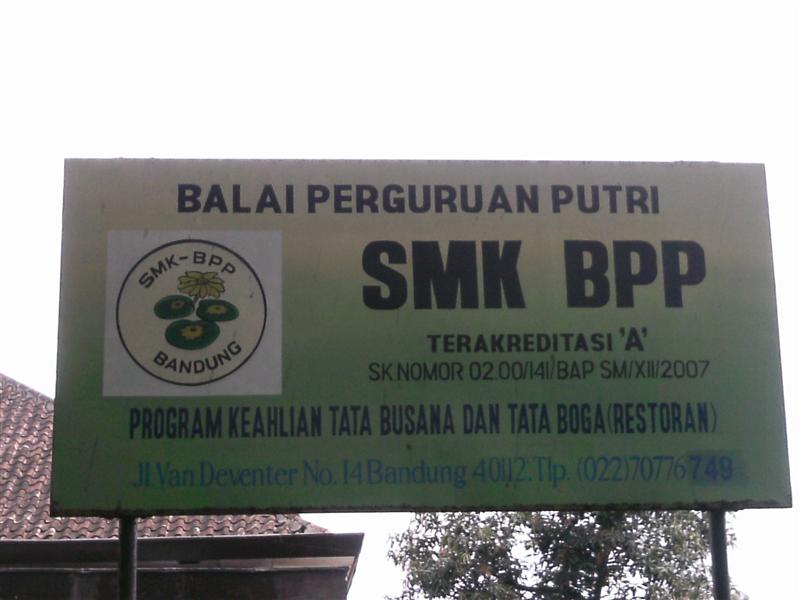 BALAI PERGURUAN PUTRI
SMK-BPP
BANDUNG
SMK BPP
TERAKREDITASI 'A'
SK.NOMOR 02.00/141/BAP SM/XII/2007
PROGRAM KEAHLIAN TATA BUSANA DAN TATA BOGA(RESTORAN)
Jl.Van Deventer No. 14 Bandung 40112.Tlp. (022)70776749